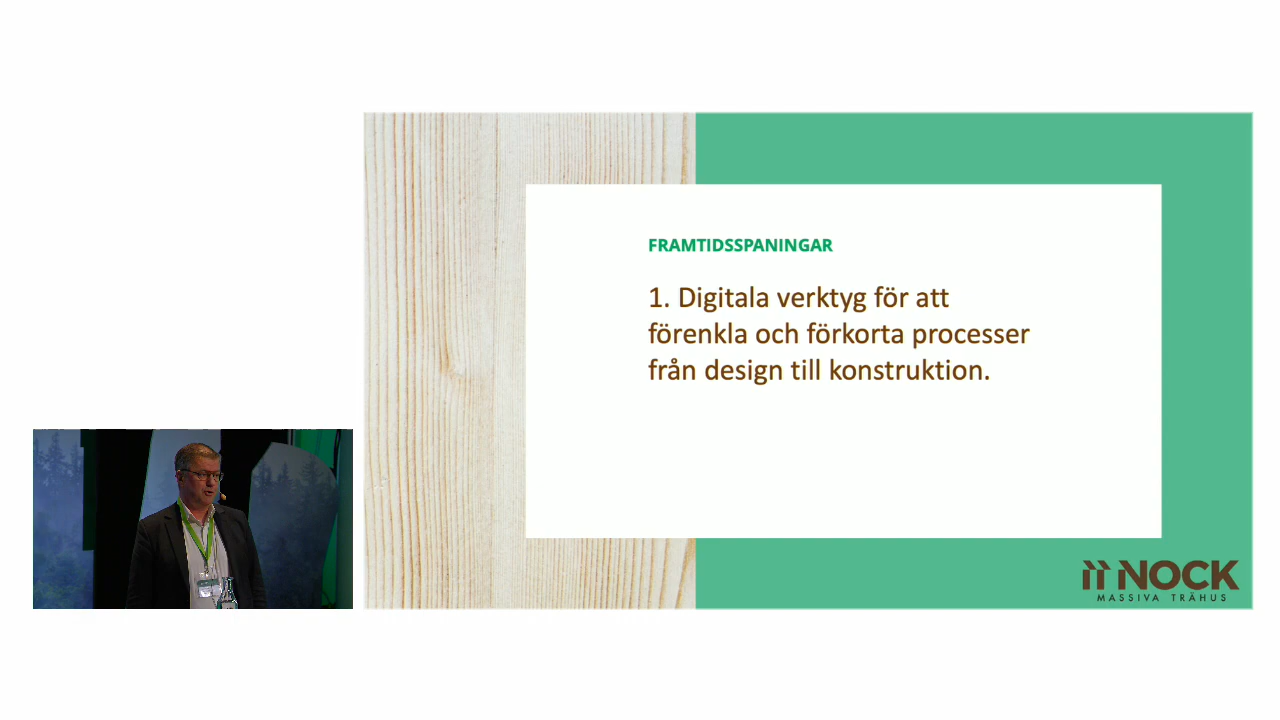 FRAMTIDSSPANINGAR
1. Digitala verktyg för att
förenkla och förkorta processer
från design till konstruktion.
NOCK
MASSIVA TRÄHUS